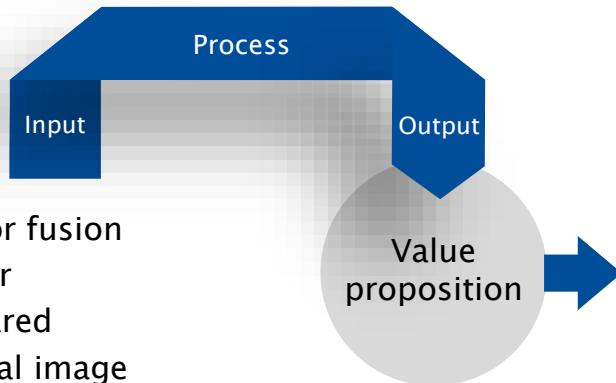 Process
Input
Output
or fusion
r
ared
al image
Value
proposition